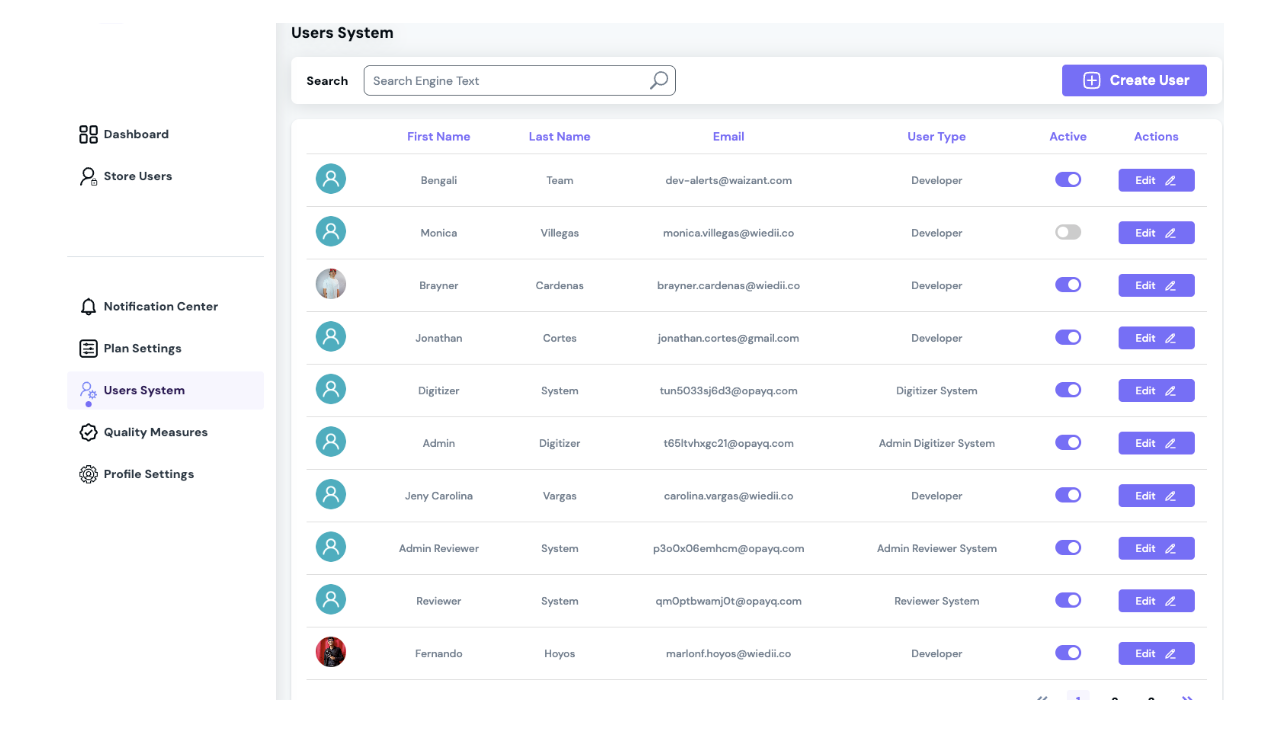 Users System
Search Search Engine Text Create User
Dashboard
Store Users
Notification Center
Plan Settings
Users System
Quality Measures
Profile Settings
First Name Last Name Email User Type Active Actions
Bengali Team dev-alerts@waizant.com Developer Edit
Monica Villegas monica.villegas@wiedii.co Developer Edit
Brayner Cardenas brayner.cardenas@wiedii.co Developer Edit
Jonathan Cortes jonathan.cortes@gmail.com Developer Edit
Digitizer System tun5033sj6d3@opayq.com Digitizer System Edit
Admin Digitizer t65ltvhxgc21@opayq.com Admin Digitizer System Edit
Jeny Carolina Vargas carolina.vargas@wiedii.co Developer Edit
Admin Reviewer System p3o0x06emhcm@opayq.com Admin Reviewer System Edit
Reviewer System qm0ptbwamj0t@opayq.com Reviewer System Edit
Fernando Hoyos marlonf.hoyos@wiedii.co Developer Edit